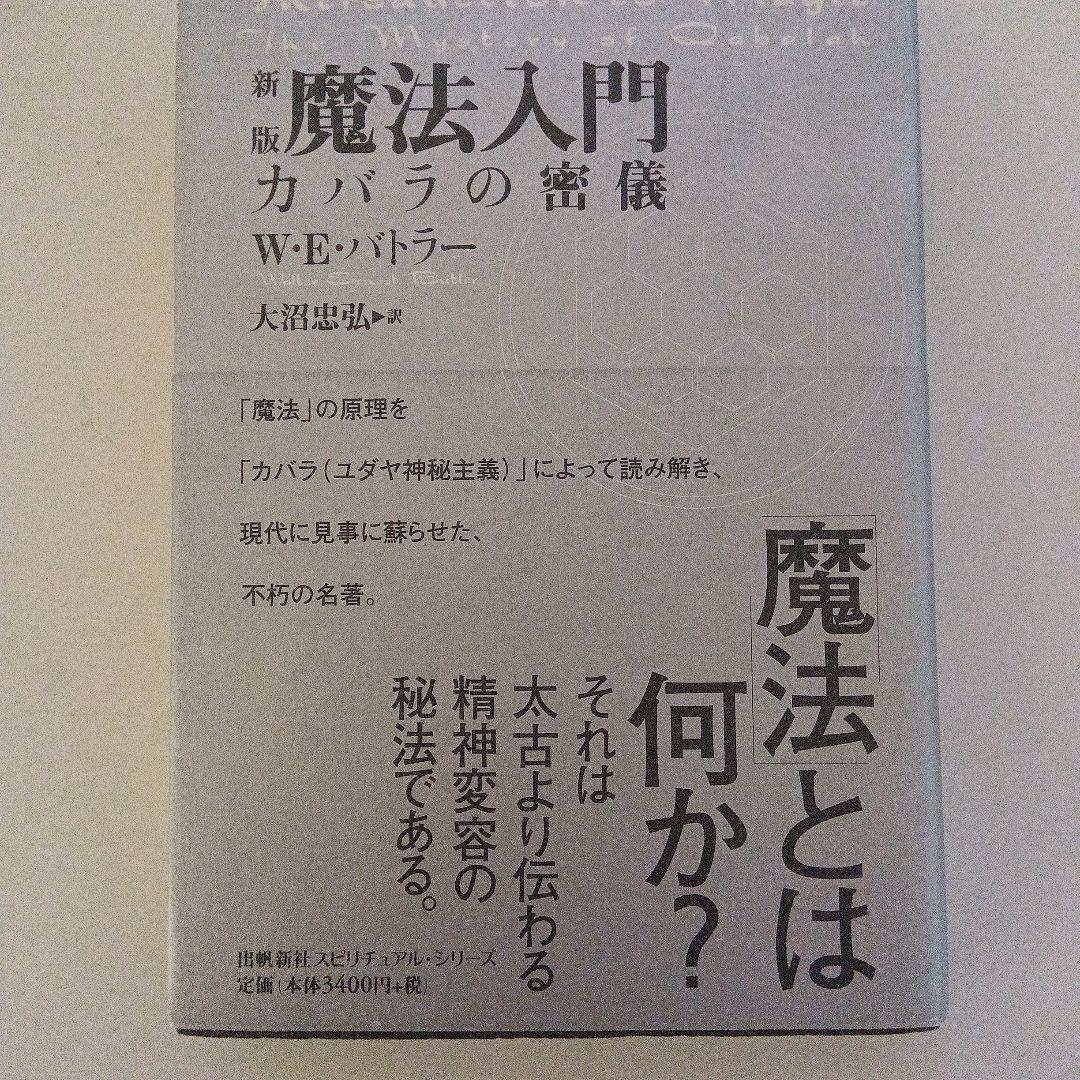 Introduction to Magic
The Mystery of Qabalah
新版 魔法入門
カバラの密儀
W・E・バトラー
Walter Ernest Butler
大沼忠弘▶訳
「魔法」の原理を
「カバラ(ユダヤ神秘主義)」によって読み解き、
現代に見事に蘇らせた、
不朽の名著。
「魔法」とは
何か?
それは
太古より伝わる
精神変容の
秘法である。
出帆新社スピリチュアル・シリーズ
定価(本体3400円+税)